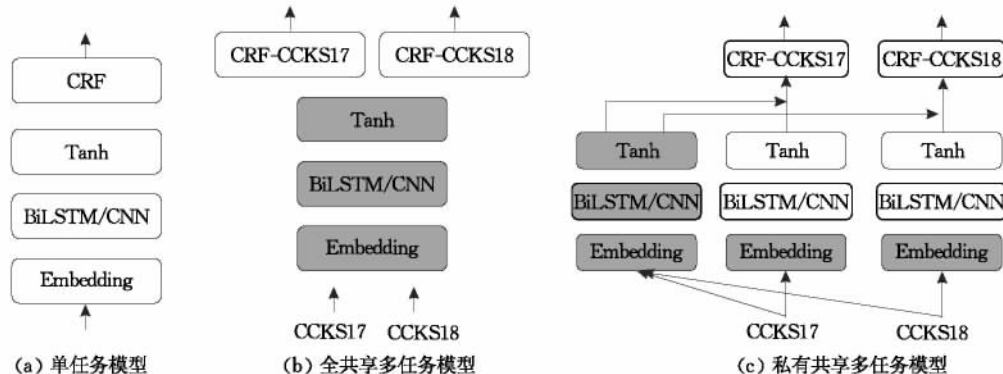 CRF
Tanh
BiLSTM/CNN
Embedding
(a) 单任务模型
CRF-CCKS17 CRF-CCKS18
Tanh
BiLSTM/CNN
Embedding
CCKS17 CCKS18
(b) 全共享多任务模型
CRF-CCKS17 CRF-CCKS18
Tanh Tanh Tanh
BiLSTM/CNN BiLSTM/CNN BiLSTM/CNN
Embedding Embedding Embedding
CCKS17 CCKS18
(c) 私有共享多任务模型